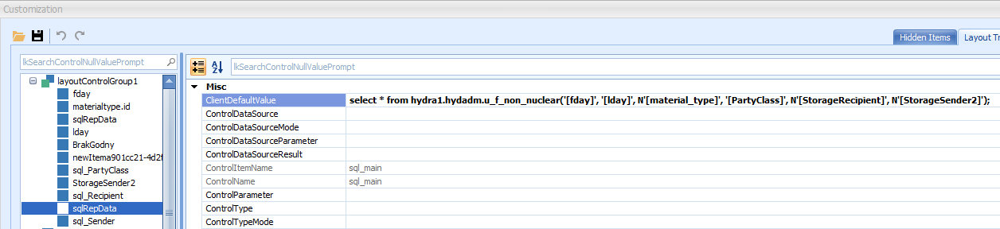 Customization
Hidden Items
Layout Tr
lkSearchControlNullValuePrompt
layoutControlGroup1
fday
materialtype.id
sqlRepData
lday
BrakGodny
newItema901cc21-4d2f
sql_PartyClass
StorageSender2
sql_Recipient
sqlRepData
sql_Sender
lkSearchControlNullValuePrompt
Misc
ClientDefaultValue select * from hydra1.hydadm.u_f_non_nuclear('[fday]', '[lday]', N'[material_type]', '[PartyClass]', N'[StorageRecipient]', N'[StorageSender2]');
ControlDataSource
ControlDataSourceMode
ControlDataSourceParameter
ControlDataSourceResult
ControlItemName sql_main
ControlName sql_main
ControlParameter
ControlType
ControlTypeMode